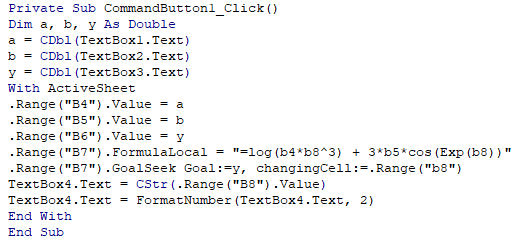 Private Sub CommandButton1_Click()
Dim a, b, y As Double
a = CDbl(TextBox1.Text)
b = CDbl(TextBox2.Text)
y = CDbl(TextBox3.Text)
With ActiveSheet
.Range("B4").Value = a
.Range("B5").Value = b
.Range("B6").Value = y
.Range("B7").FormulaLocal = "=log(b4*b8^3) + 3*b5*cos(Exp(b8))"
.Range("B7").GoalSeek Goal:=y, changingCell:=.Range("b8")
TextBox4.Text = CStr(.Range("B8").Value)
TextBox4.Text = FormatNumber(TextBox4.Text, 2)
End With
End Sub